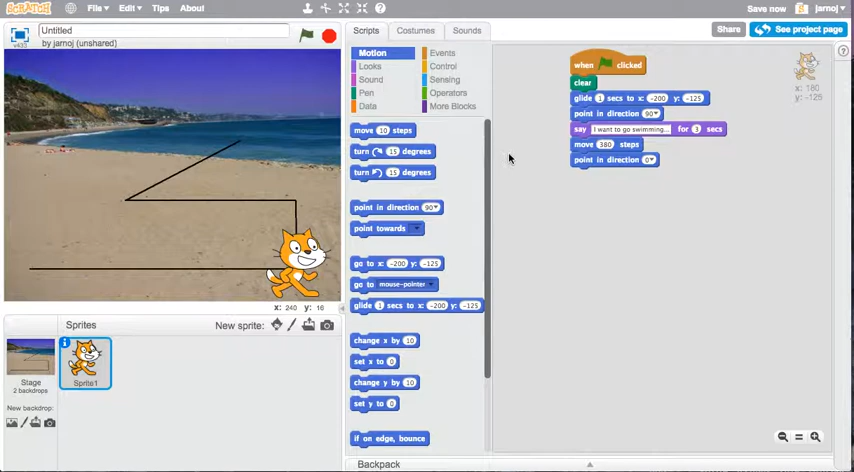 SCRATCH File Edit Tips About Save now jarnoj
Untitled
by jarnoj (unshared)
v433
Share See project page
Scripts Costumes Sounds
Motion Events
Looks Control
Sound Sensing
Pen Operators
Data More Blocks
move 10 steps
turn 15 degrees
turn 15 degrees
point in direction 90
point towards
go to x: -200 y: -125
go to mouse-pointer
glide 1 secs to x: -200 y: -125
change x by 10
set x to 0
change y by 10
set y to 0
if on edge, bounce
when clicked
clear
glide 1 secs to x: -200 y: -125
point in direction 90
say I want to go swimming... for 3 secs
move 380 steps
point in direction 0
x: 180
y: -125
x: 240 y: 16
Sprites New sprite:
Stage
2 backdrops
New backdrop:
Sprite1
Backpack